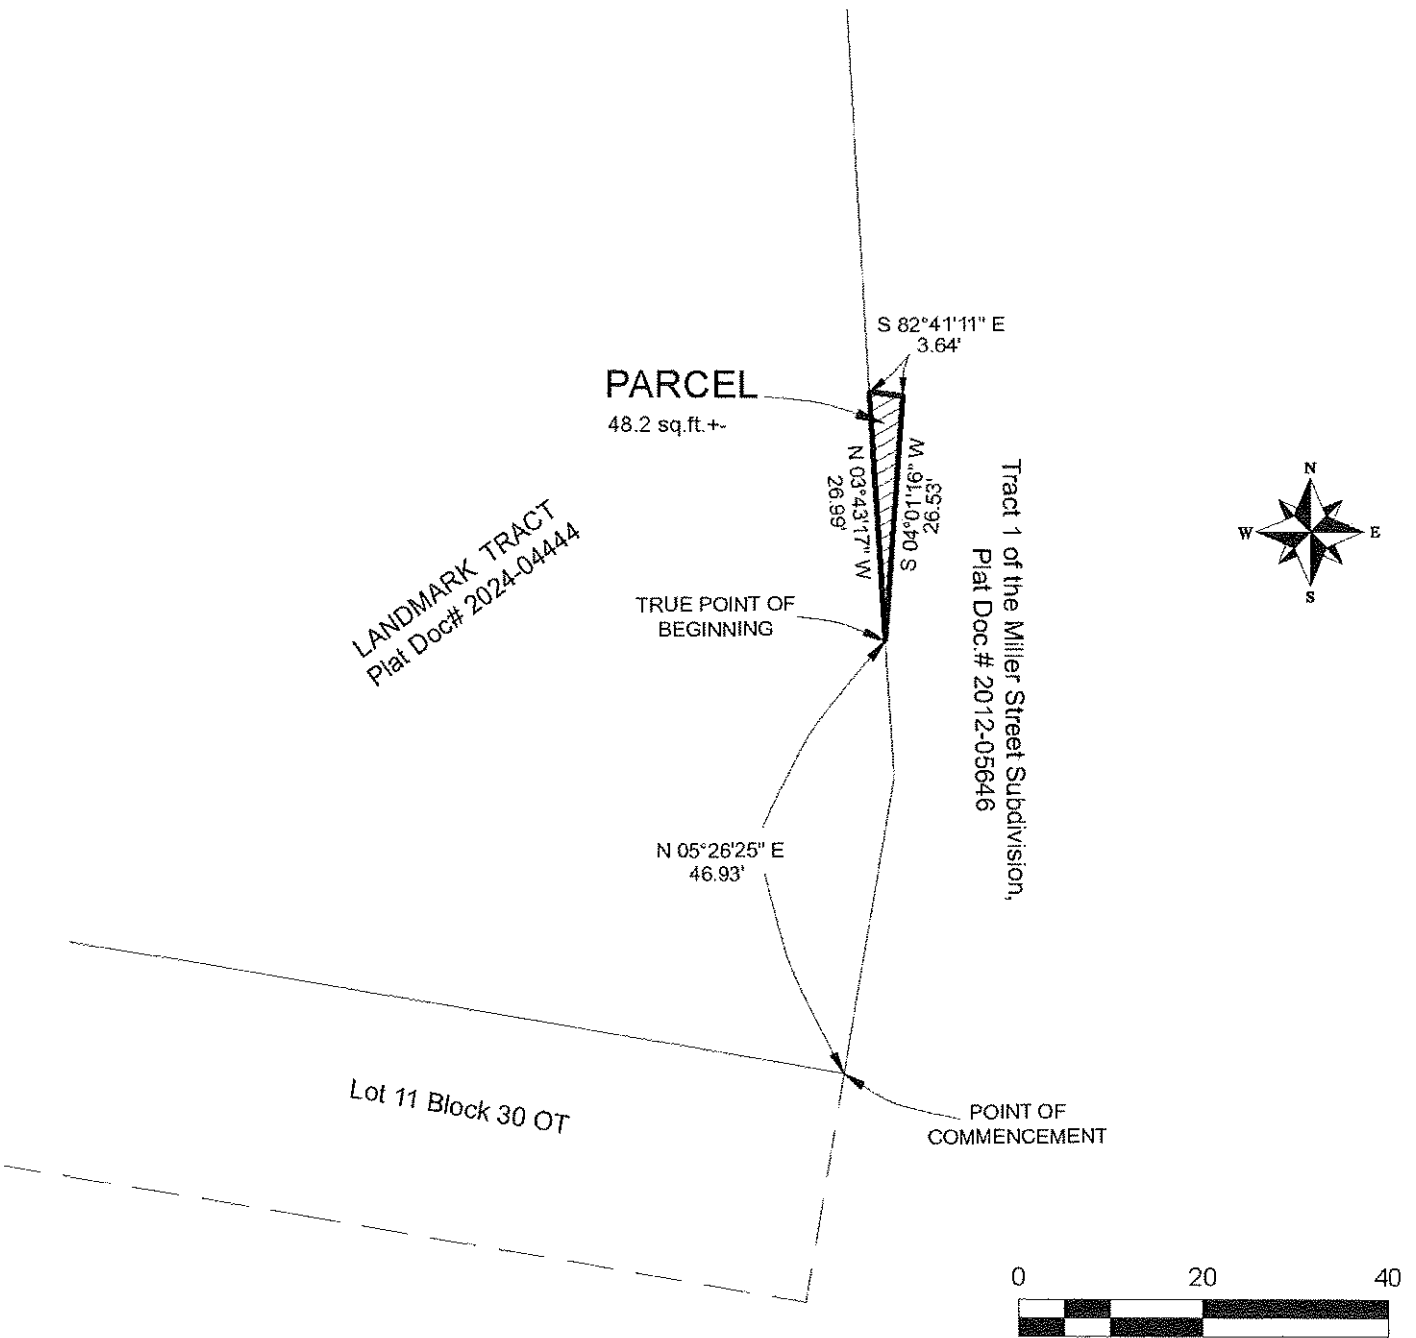 S 82°41'11" E
3.64'
PARCEL
48.2 sq.ft.+-
N 03°43'17" W
26.99'
S 04°01'16" W
26.53'
Tract 1 of the Miller Street Subdivision,
Plat Doc.# 2012-05646
LANDMARK TRACT
Plat Doc# 2024-04444
N
W
E
S
TRUE POINT OF
BEGINNING
N 05°26'25" E
46.93'
Lot 11 Block 30 OT
POINT OF
COMMENCEMENT
0 20 40